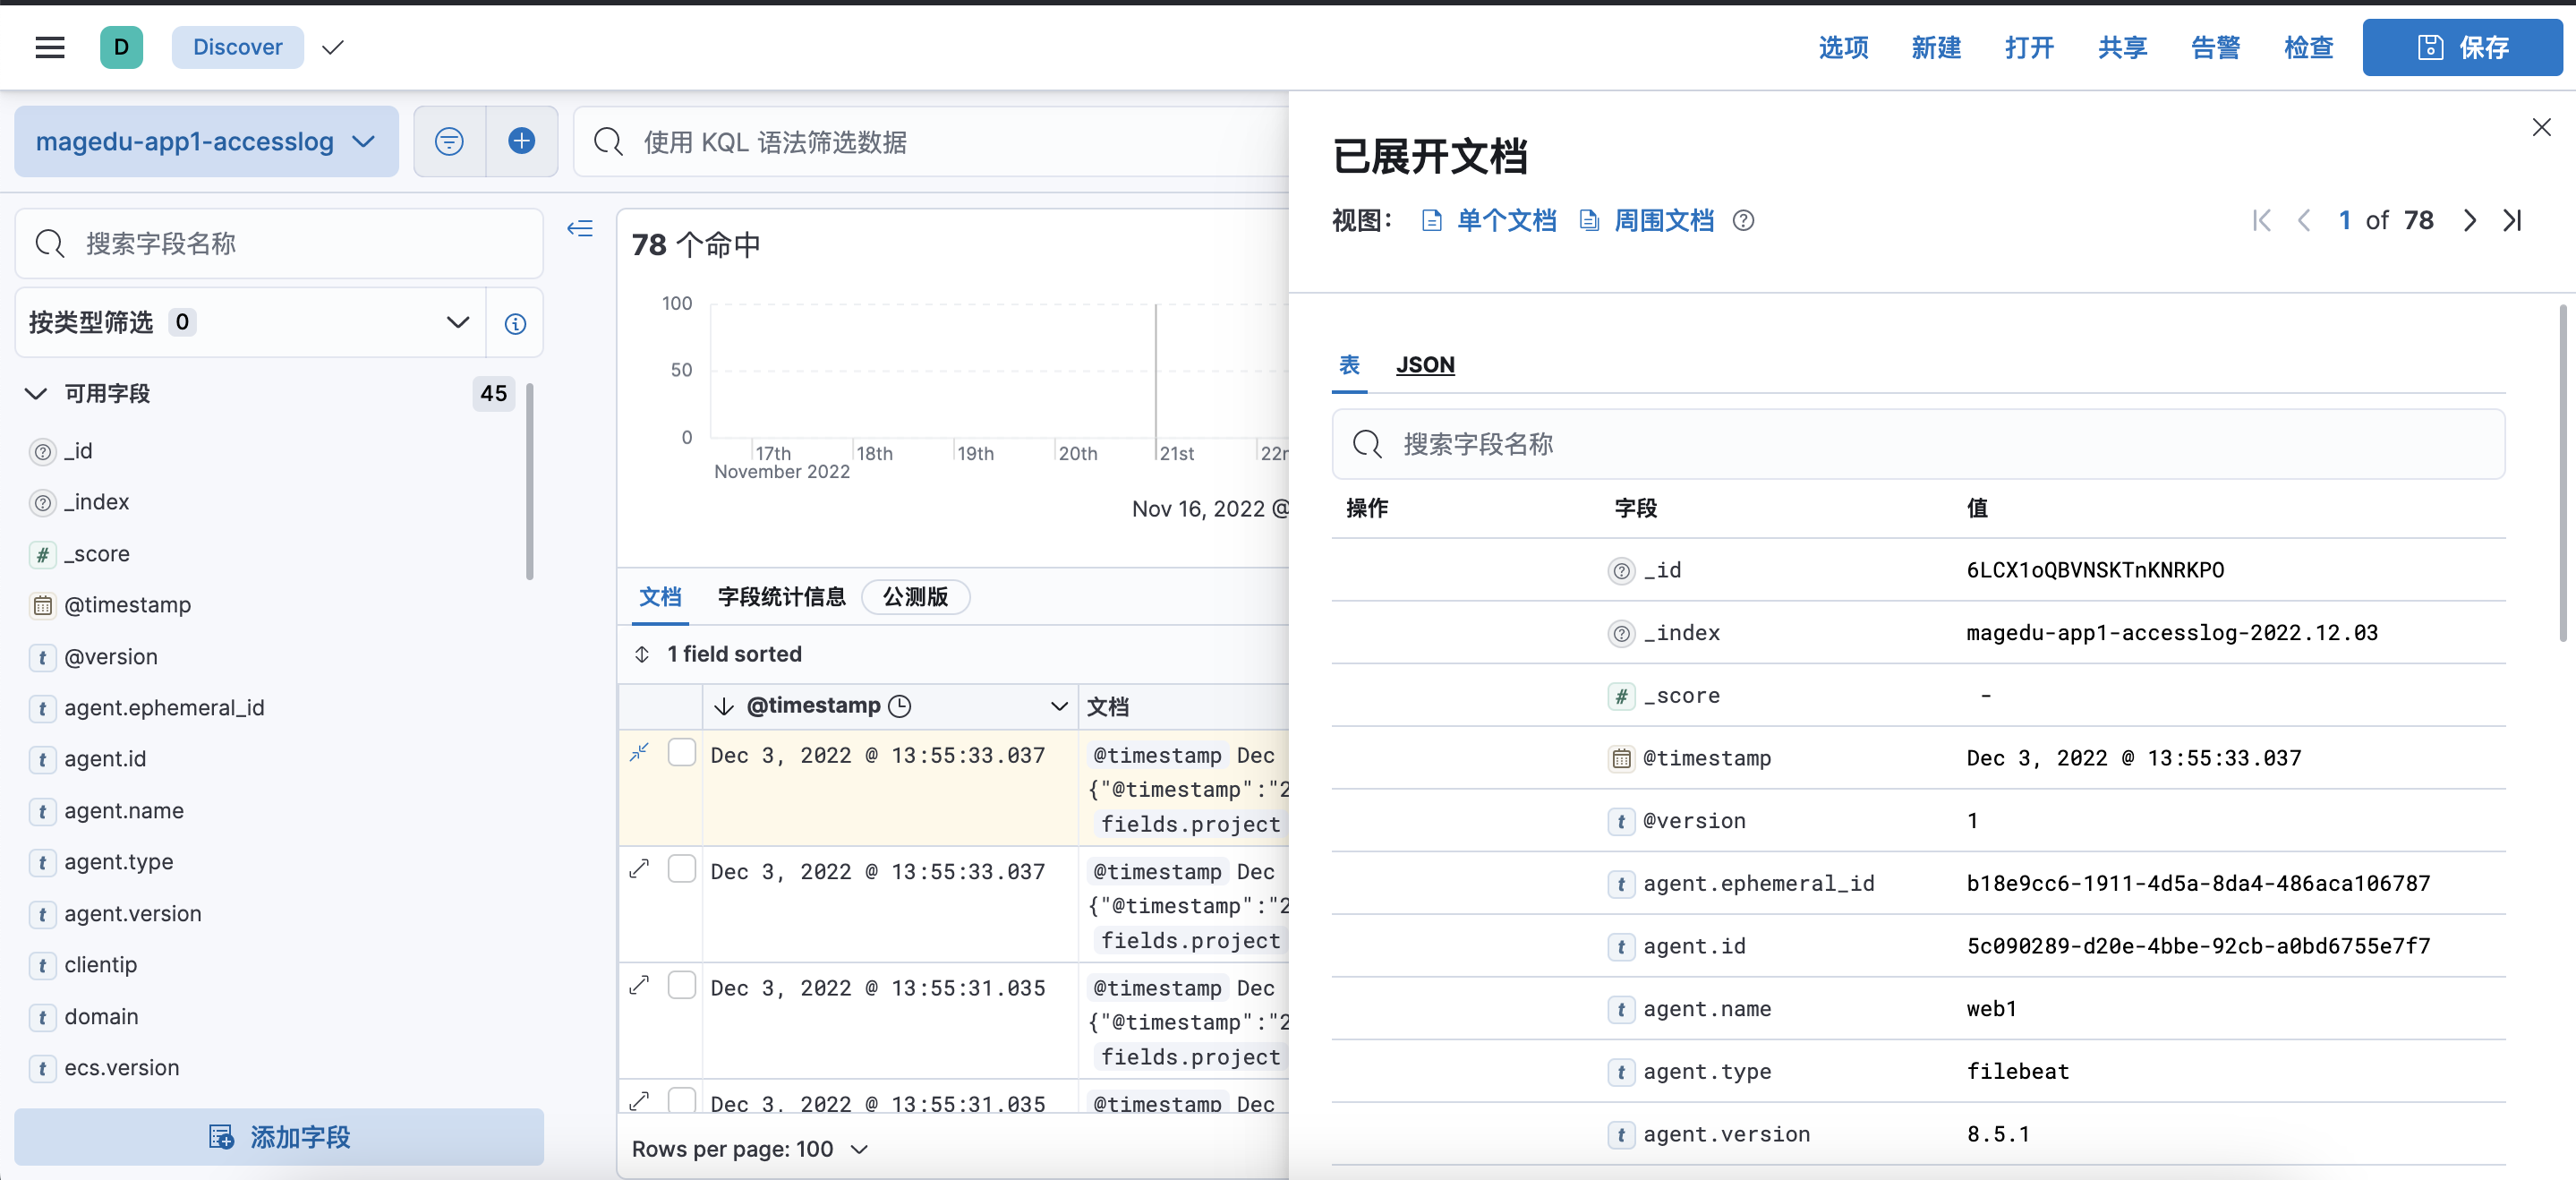 D Discover 选项 新建 打开 共享 告警 检查 保存
magedu-app1-accesslog 使用 KQL 语法筛选数据
搜索字段名称
按类型筛选 0
可用字段 45
_id
_index
_score
@timestamp
@version
agent.ephemeral_id
agent.id
agent.name
agent.type
agent.version
clientip
domain
ecs.version
添加字段
78 个命中
100
50
0
17th 18th 19th 20th 21st
November 2022
Nov 16, 2022 @
文档 字段统计信息 公测版
1 field sorted
@timestamp 文档
Dec 3, 2022 @ 13:55:33.037 @timestamp Dec
{"@timestamp":"2
fields.project
Dec 3, 2022 @ 13:55:33.037 @timestamp Dec
{"@timestamp":"2
fields.project
Dec 3, 2022 @ 13:55:31.035 @timestamp Dec
{"@timestamp":"2
fields.project
Dec 3, 2022 @ 13:55:31.035 @timestamp Dec
Rows per page: 100
已展开文档
视图： 单个文档 周围文档 1 of 78
表 JSON
搜索字段名称
操作 字段 值
_id 6LCX1oQBVNSKTnKNRKPO
_index magedu-app1-accesslog-2022.12.03
_score -
@timestamp Dec 3, 2022 @ 13:55:33.037
@version 1
agent.ephemeral_id b18e9cc6-1911-4d5a-8da4-486aca106787
agent.id 5c090289-d20e-4bbe-92cb-a0bd6755e7f7
agent.name web1
agent.type filebeat
agent.version 8.5.1